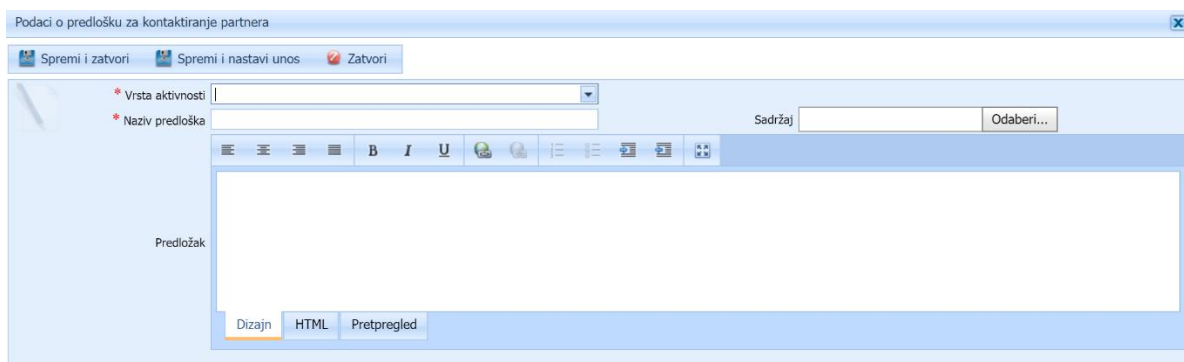 Podaci o predlošku za kontaktiranje partnera
Spremi i zatvori Spremi i nastavi unos Zatvori
* Vrsta aktivnosti
* Naziv predloška Sadržaj Odaberi...
B I U
Predložak
Dizajn HTML Pretpregled